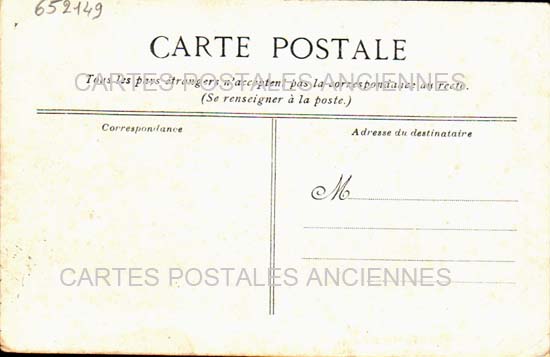 652149
CARTE POSTALE
Tous les pays étrangers n'acceptent pas la correspondance au recto.
CARTES POSTALES ANCIENNES
(Se renseigner à la poste.)
Correspondance
Adresse du destinataire
M
CARTES POSTALES ANCIENNES